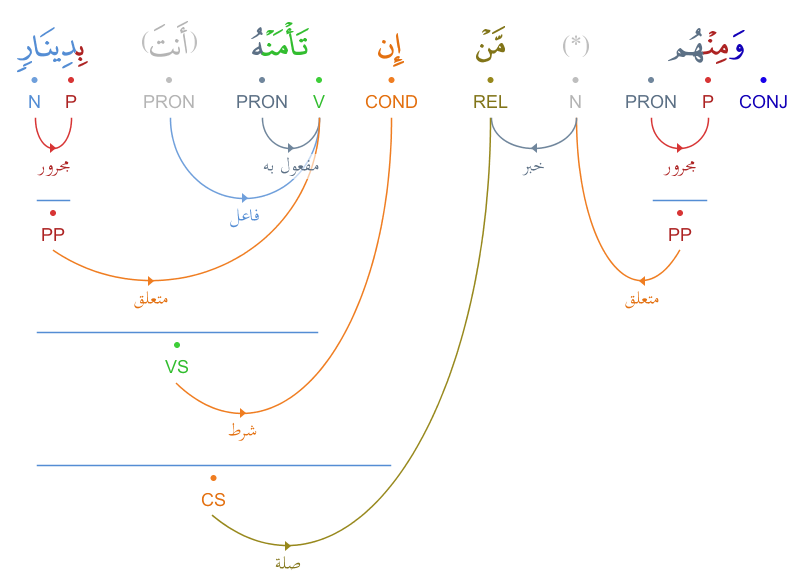 وَمِنۡهُم (*) مَّنۡ إِن تَأۡمَنۡهُ (أَنتَ) بِدِينَارٖ
CONJ P PRON N REL COND V PRON PRON P N
مجرور خبر مفعول به مجرور
فاعل
PP PP
متعلق متعلق
VS
شرط
CS
صلة